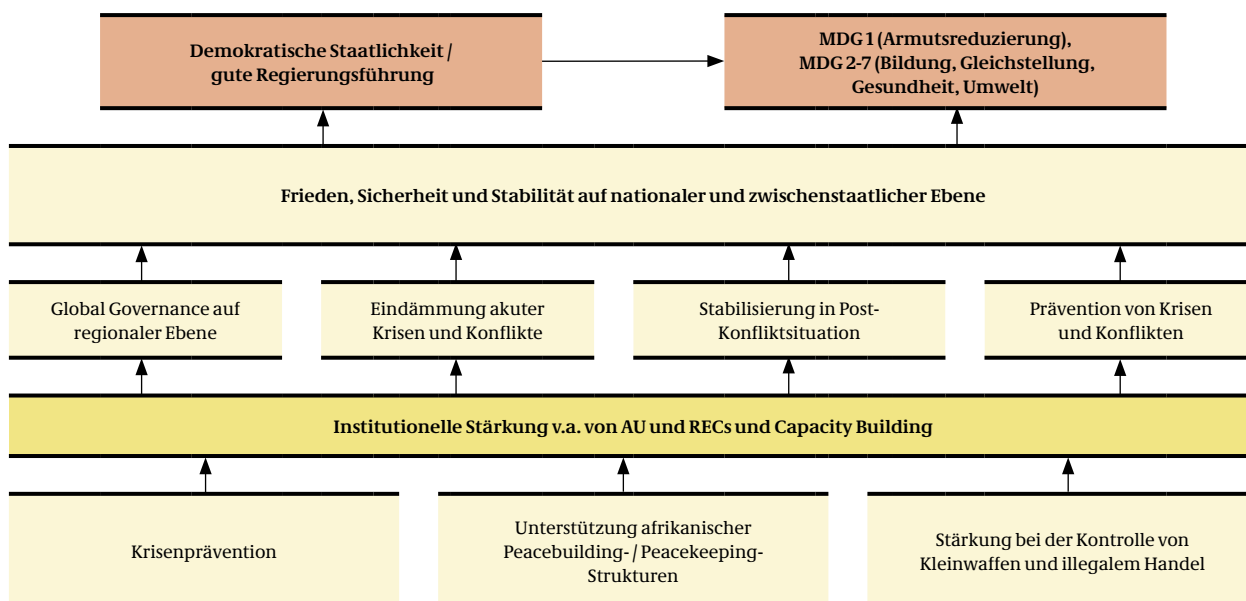 Demokratische Staatlichkeit /
gute Regierungsführung
MDG 1 (Armutsreduzierung),
MDG 2-7 (Bildung, Gleichstellung,
Gesundheit, Umwelt)
Frieden, Sicherheit und Stabilität auf nationaler und zwischenstaatlicher Ebene
Global Governance auf
regionaler Ebene
Eindämmung akuter
Krisen und Konflikte
Stabilisierung in Post-
Konfliktsituation
Prävention von Krisen
und Konflikten
Institutionelle Stärkung v.a. von AU und RECs und Capacity Building
Krisenprävention
Unterstützung afrikanischer
Peacebuilding- / Peacekeeping-
Strukturen
Stärkung bei der Kontrolle von
Kleinwaffen und illegalem Handel